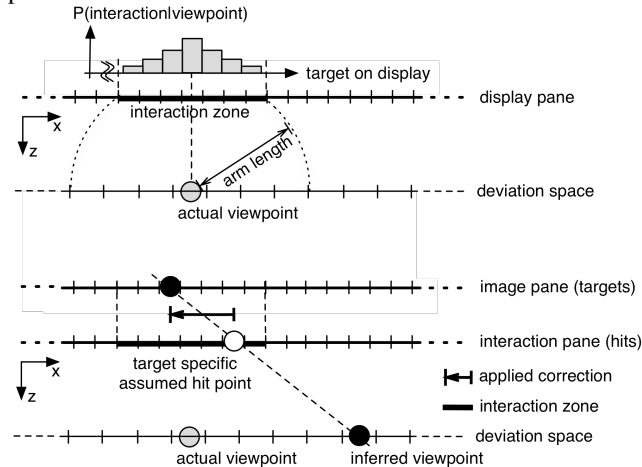 P(interaction|viewpoint)
target on display
display pane
interaction zone
x
z
arm length
deviation space
actual viewpoint
image pane (targets)
interaction pane (hits)
x
target specific
assumed hit point
applied correction
z
interaction zone
deviation space
actual viewpoint
inferred viewpoint